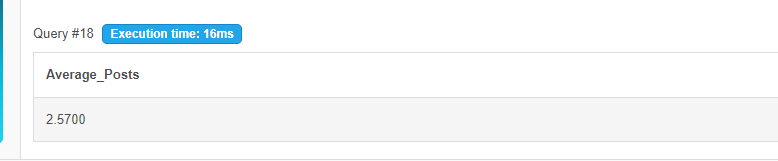 Query #18 Execution time: 16ms
Average_Posts
2.5700